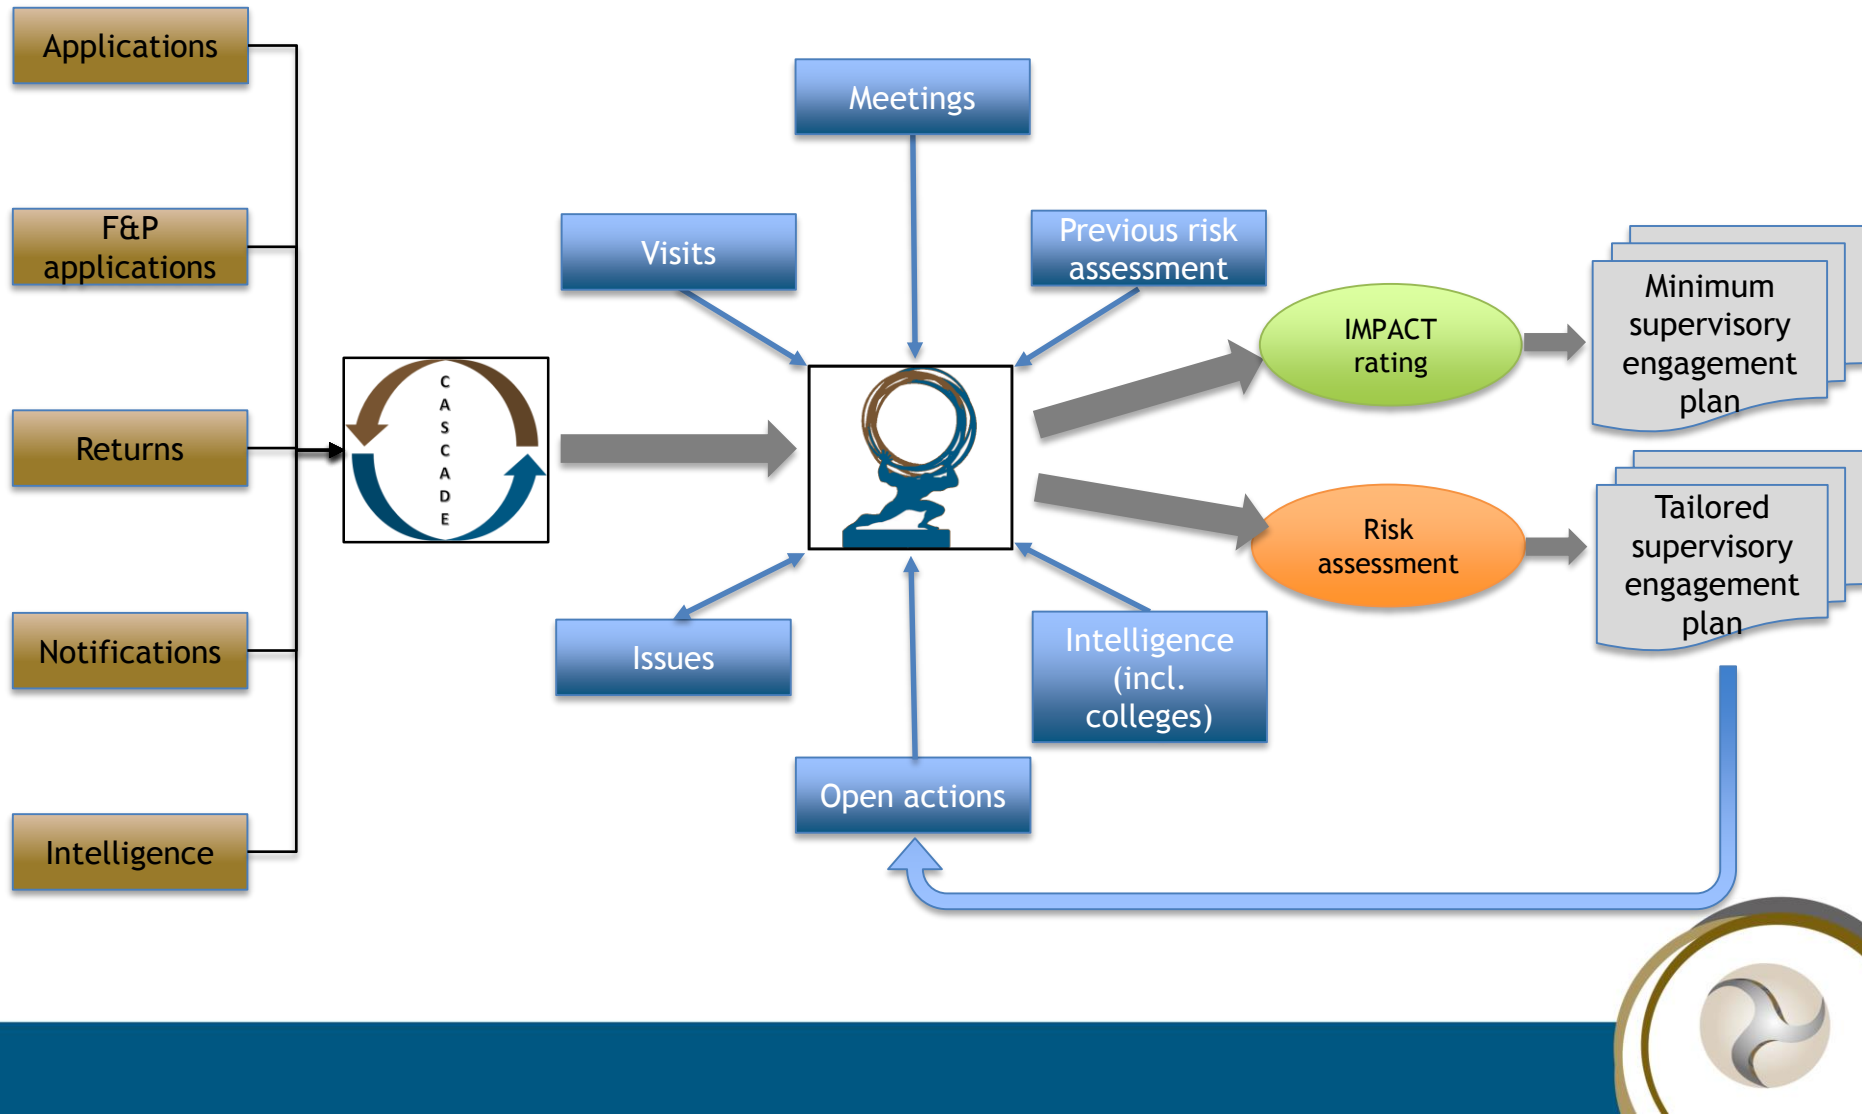 Applications
F&P
applications
Returns
Notifications
Intelligence
C
A
S
C
A
D
E
Meetings
Visits
Previous risk
assessment
Issues
Open actions
Intelligence
(incl.
colleges)
IMPACT
rating
Risk
assessment
Minimum
supervisory
engagement
plan
Tailored
supervisory
engagement
plan